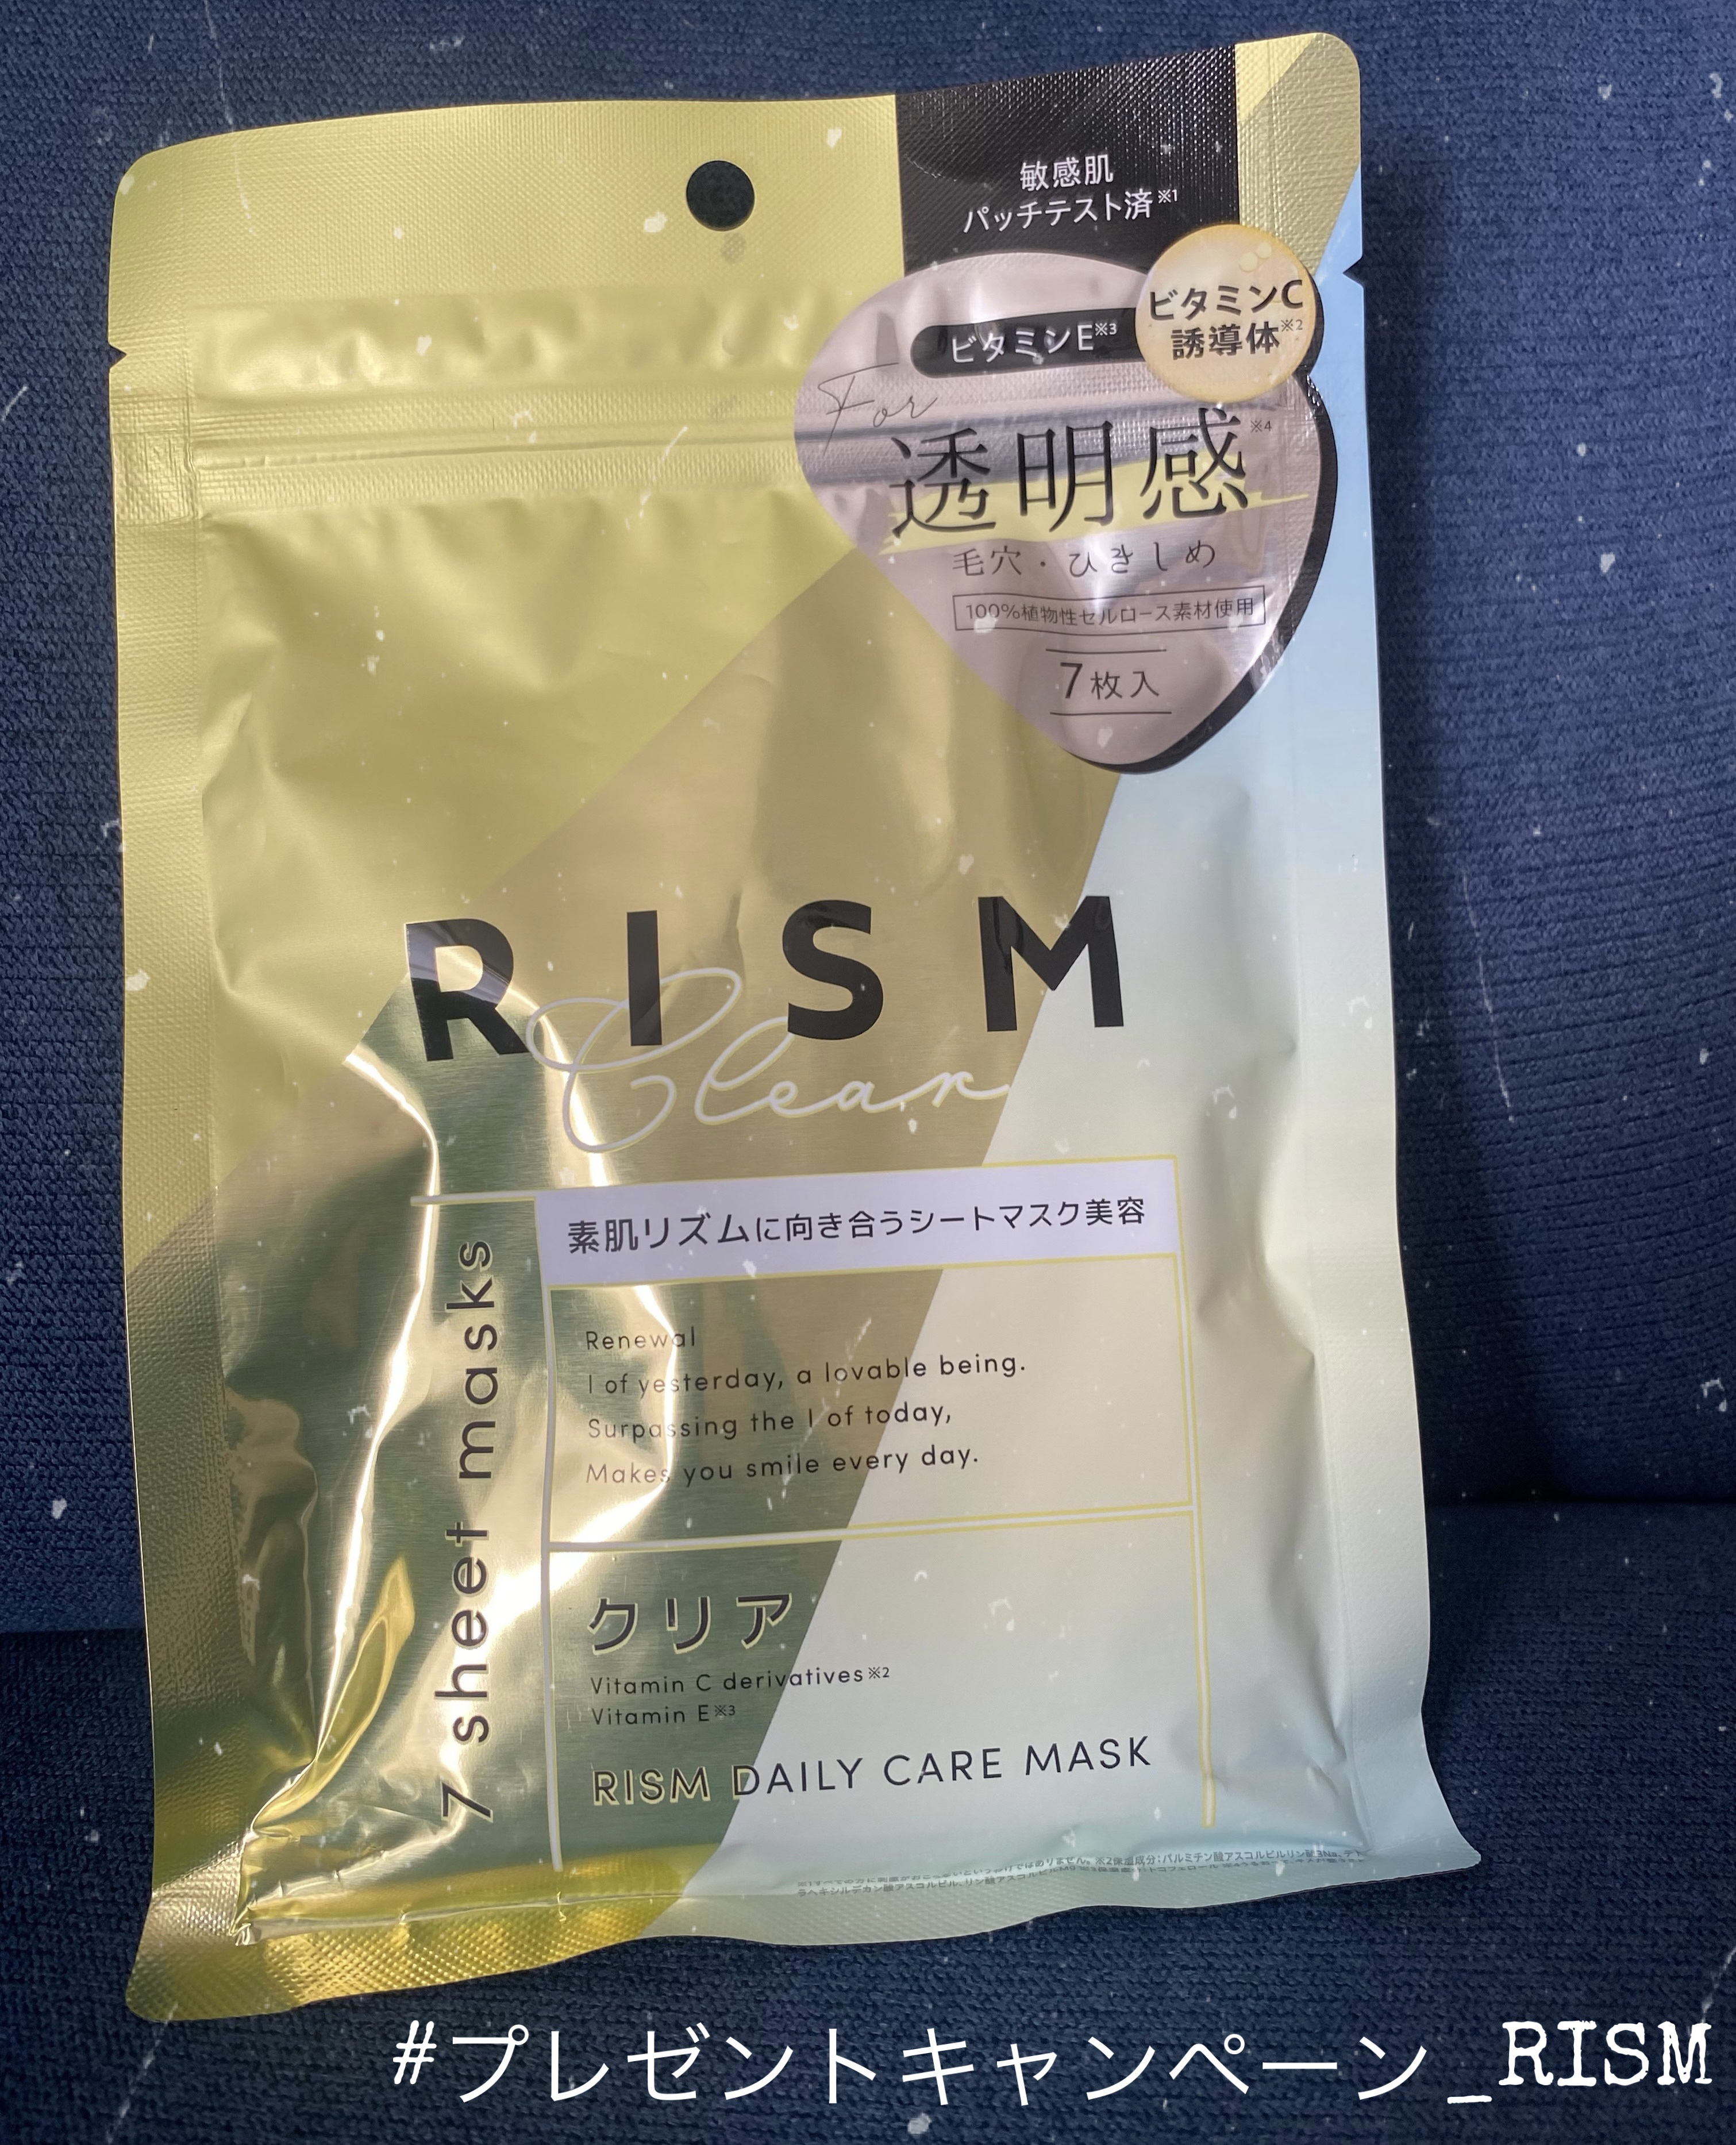 敏感肌
パッチテスト済※1
ビタミンC
誘導体※2
ビタミンE※3
For
透明感※4
毛穴・ひきしめ
100%植物性セルロース素材使用
7枚入
RISM
Clear
素肌リズムに向き合うシートマスク美容
7 sheet masks
Renewal
I of yesterday, a lovable being.
Surpassing the I of today,
Makes you smile every day.
クリア
Vitamin C derivatives※2
Vitamin E※3
RISM DAILY CARE MASK
#プレゼントキャンペーン_RISM